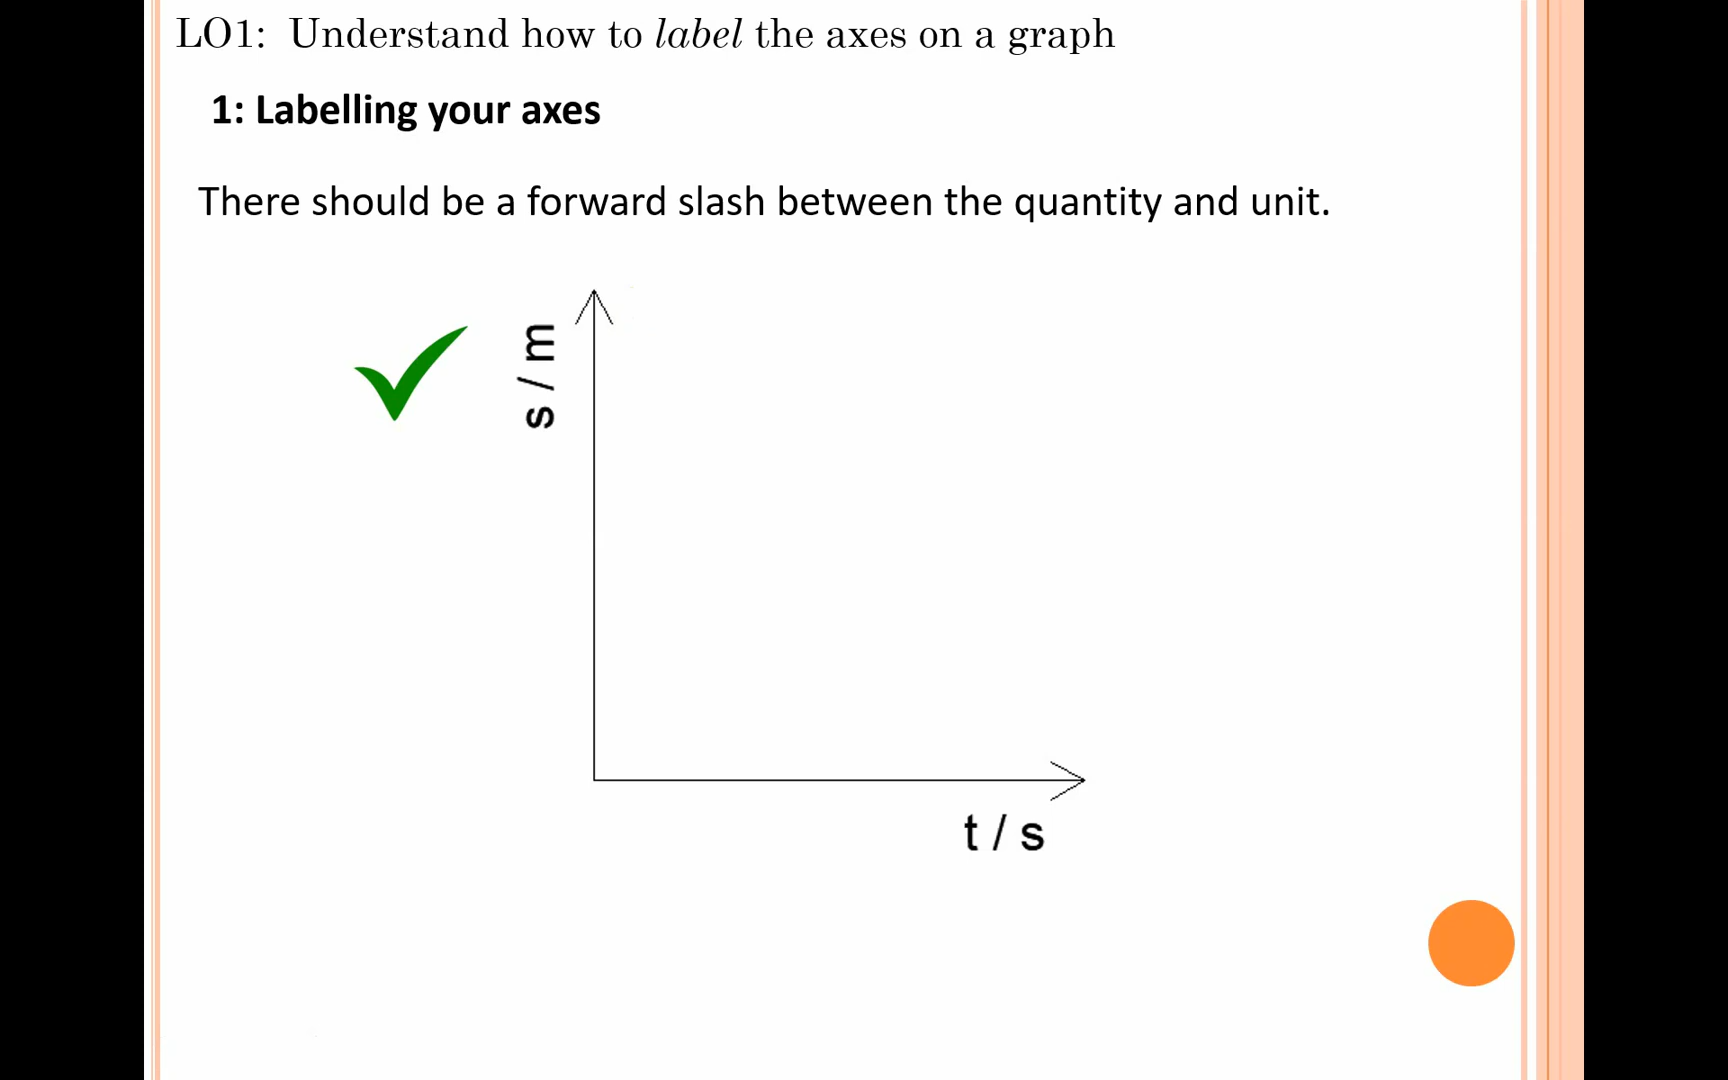 LO1: Understand how to label the axes on a graph
1: Labelling your axes
There should be a forward slash between the quantity and unit.
s / m
t / s